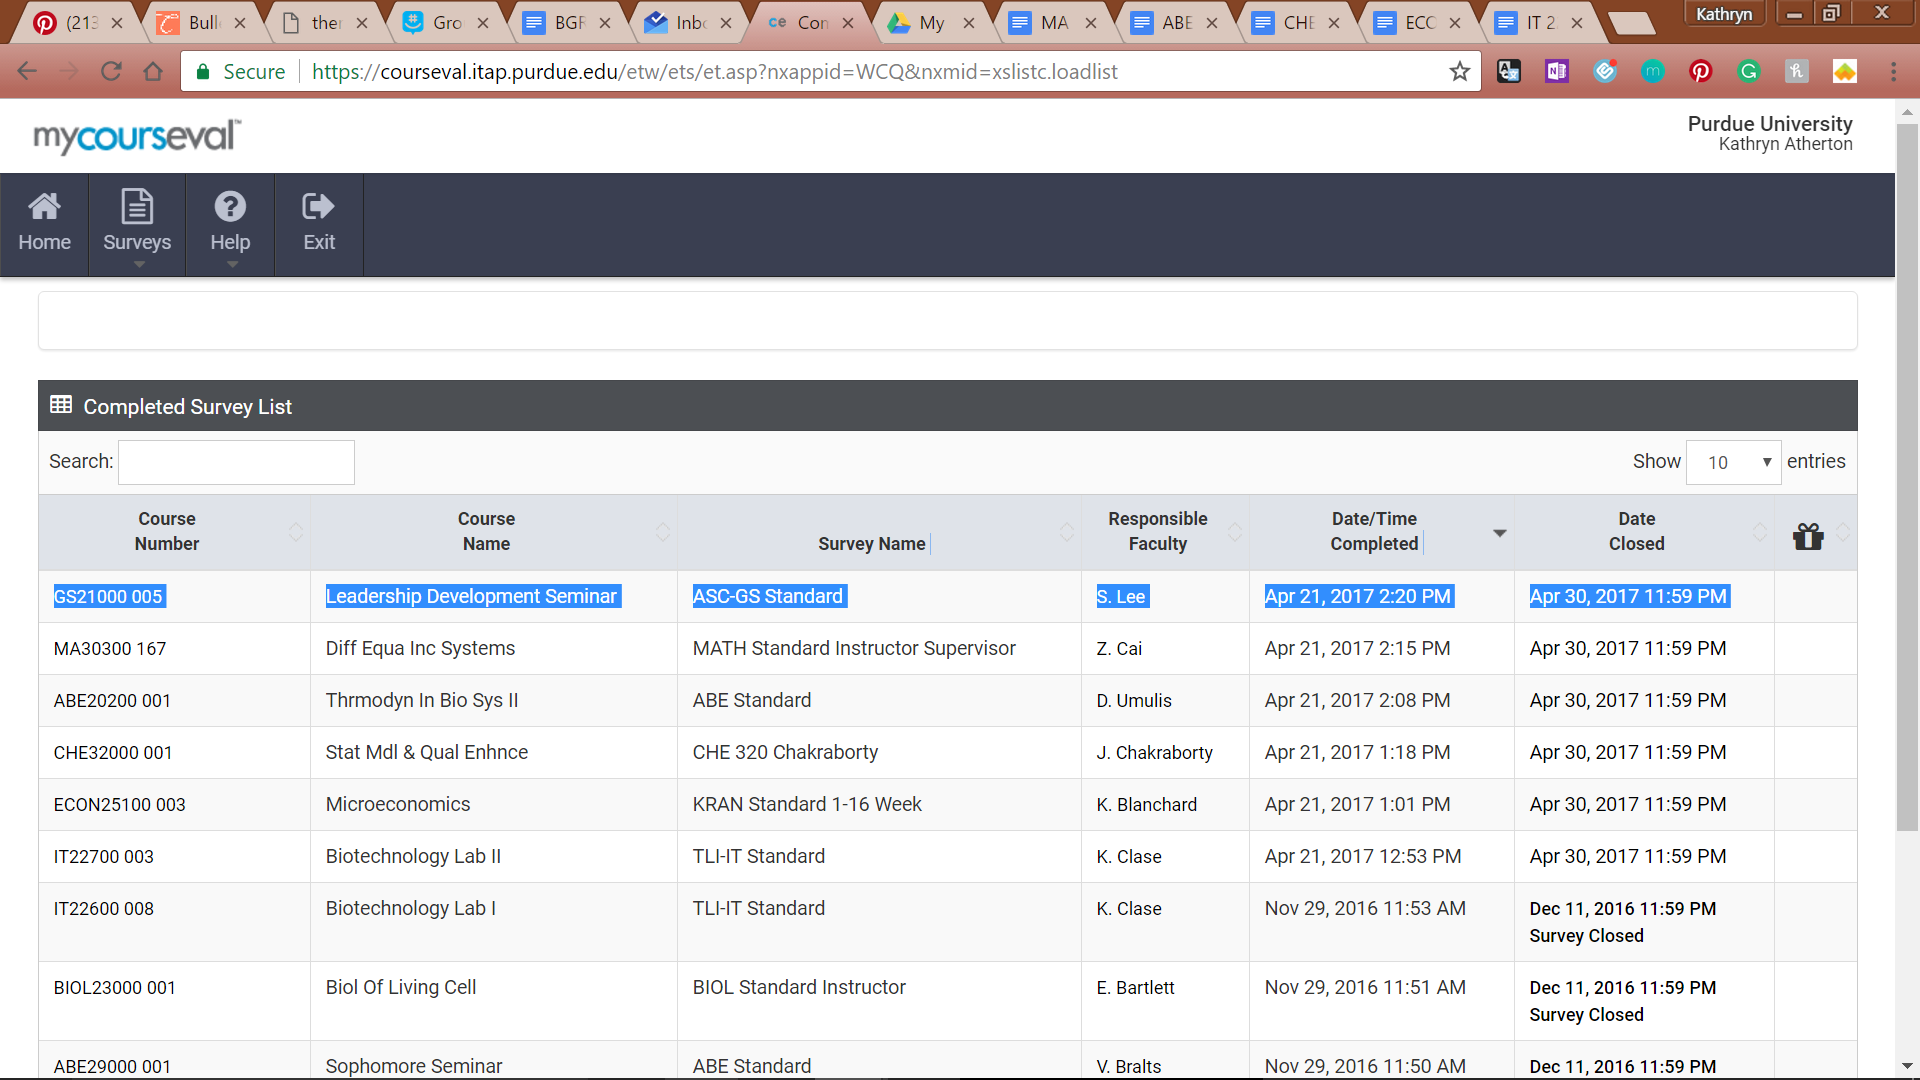 (213 Bull ther Gro BGR Inbo Con My MA ABE CHE ECO IT 2 Kathryn
Secure https://courseval.itap.purdue.edu/etw/ets/et.asp?nxappid=WCQ&nxmid=xslistc.loadlist
mycourseval™
Purdue University
Kathryn Atherton
Home Surveys Help Exit
Completed Survey List
Search: Show 10 entries
Course Number Course Name Survey Name Responsible Faculty Date/Time Completed Date Closed
GS21000 005 Leadership Development Seminar ASC-GS Standard S. Lee Apr 21, 2017 2:20 PM Apr 30, 2017 11:59 PM
MA30300 167 Diff Equa Inc Systems MATH Standard Instructor Supervisor Z. Cai Apr 21, 2017 2:15 PM Apr 30, 2017 11:59 PM
ABE20200 001 Thrmodyn In Bio Sys II ABE Standard D. Umulis Apr 21, 2017 2:08 PM Apr 30, 2017 11:59 PM
CHE32000 001 Stat Mdl & Qual Enhnce CHE 320 Chakraborty J. Chakraborty Apr 21, 2017 1:18 PM Apr 30, 2017 11:59 PM
ECON25100 003 Microeconomics KRAN Standard 1-16 Week K. Blanchard Apr 21, 2017 1:01 PM Apr 30, 2017 11:59 PM
IT22700 003 Biotechnology Lab II TLI-IT Standard K. Clase Apr 21, 2017 12:53 PM Apr 30, 2017 11:59 PM
IT22600 008 Biotechnology Lab I TLI-IT Standard K. Clase Nov 29, 2016 11:53 AM Dec 11, 2016 11:59 PM
Survey Closed
BIOL23000 001 Biol Of Living Cell BIOL Standard Instructor E. Bartlett Nov 29, 2016 11:51 AM Dec 11, 2016 11:59 PM
Survey Closed
ABE29000 001 Sophomore Seminar ABE Standard V. Bralts Nov 29, 2016 11:50 AM Dec 11, 2016 11:59 PM